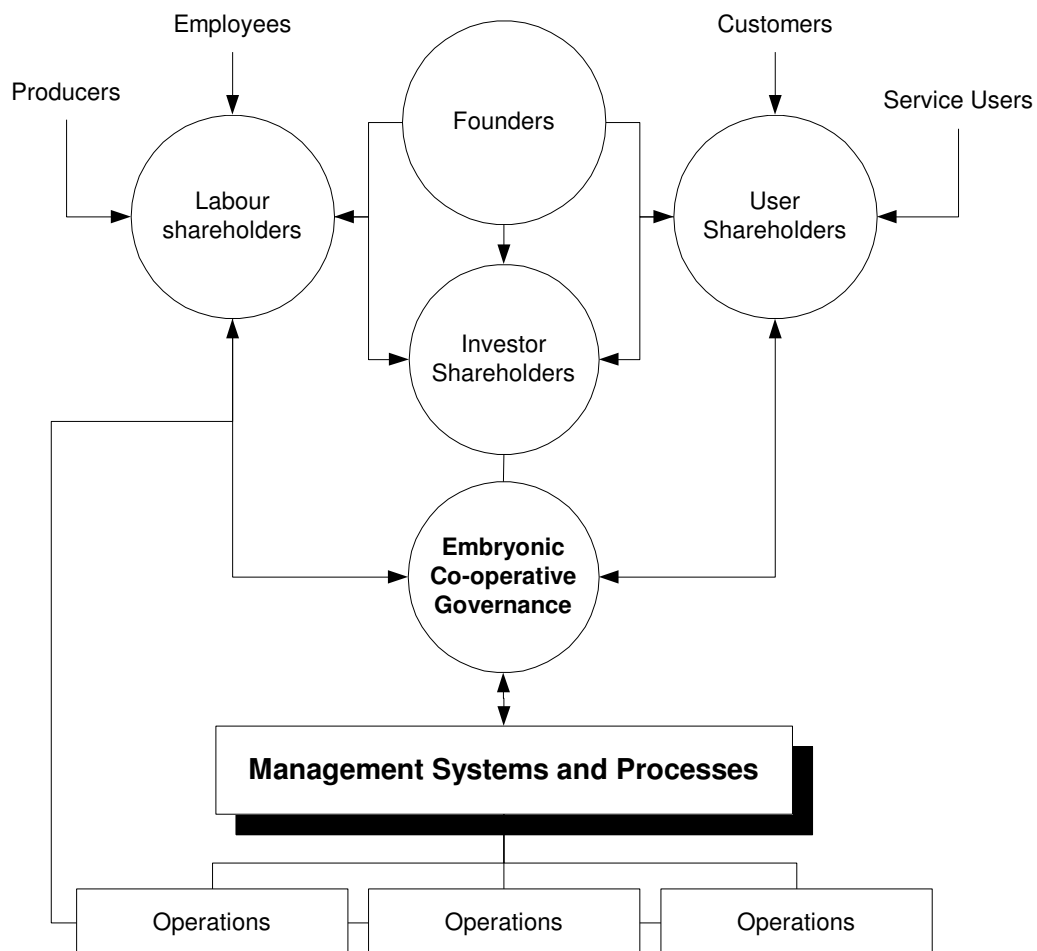 Employees
Customers
Producers
Service Users
Founders
Labour
shareholders
User
Shareholders
Investor
Shareholders
Embryonic
Co-operative
Governance
Management Systems and Processes
Operations
Operations
Operations